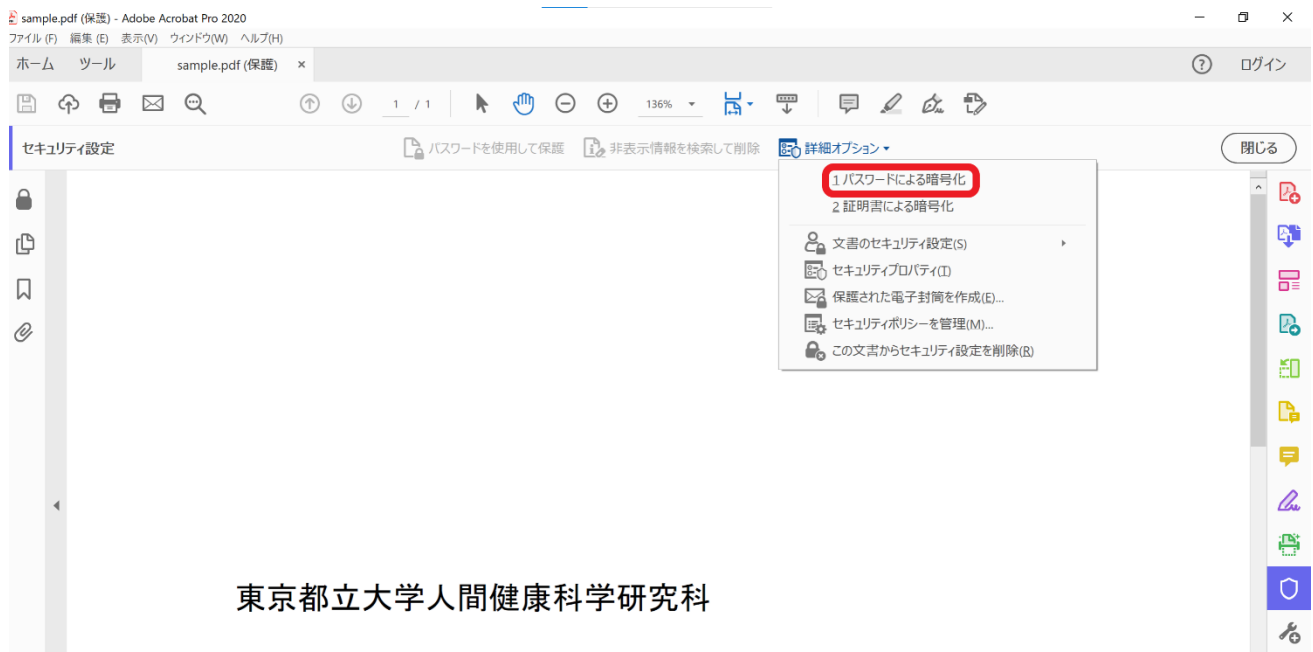 sample.pdf (保護) - Adobe Acrobat Pro 2020
ファイル(F) 編集(E) 表示(V) ウィンドウ(W) ヘルプ(H)
ホーム ツール sample.pdf (保護) × ? ログイン
1 / 1 136%
セキュリティ設定 パスワードを使用して保護 非表示情報を検索して削除 詳細オプション 閉じる
1 パスワードによる暗号化
2 証明書による暗号化
文書のセキュリティ設定(S)
セキュリティプロパティ(T)
保護された電子封筒を作成(E)...
セキュリティポリシーを管理(M)...
この文書からセキュリティ設定を削除(R)
東京都立大学人間健康科学研究科